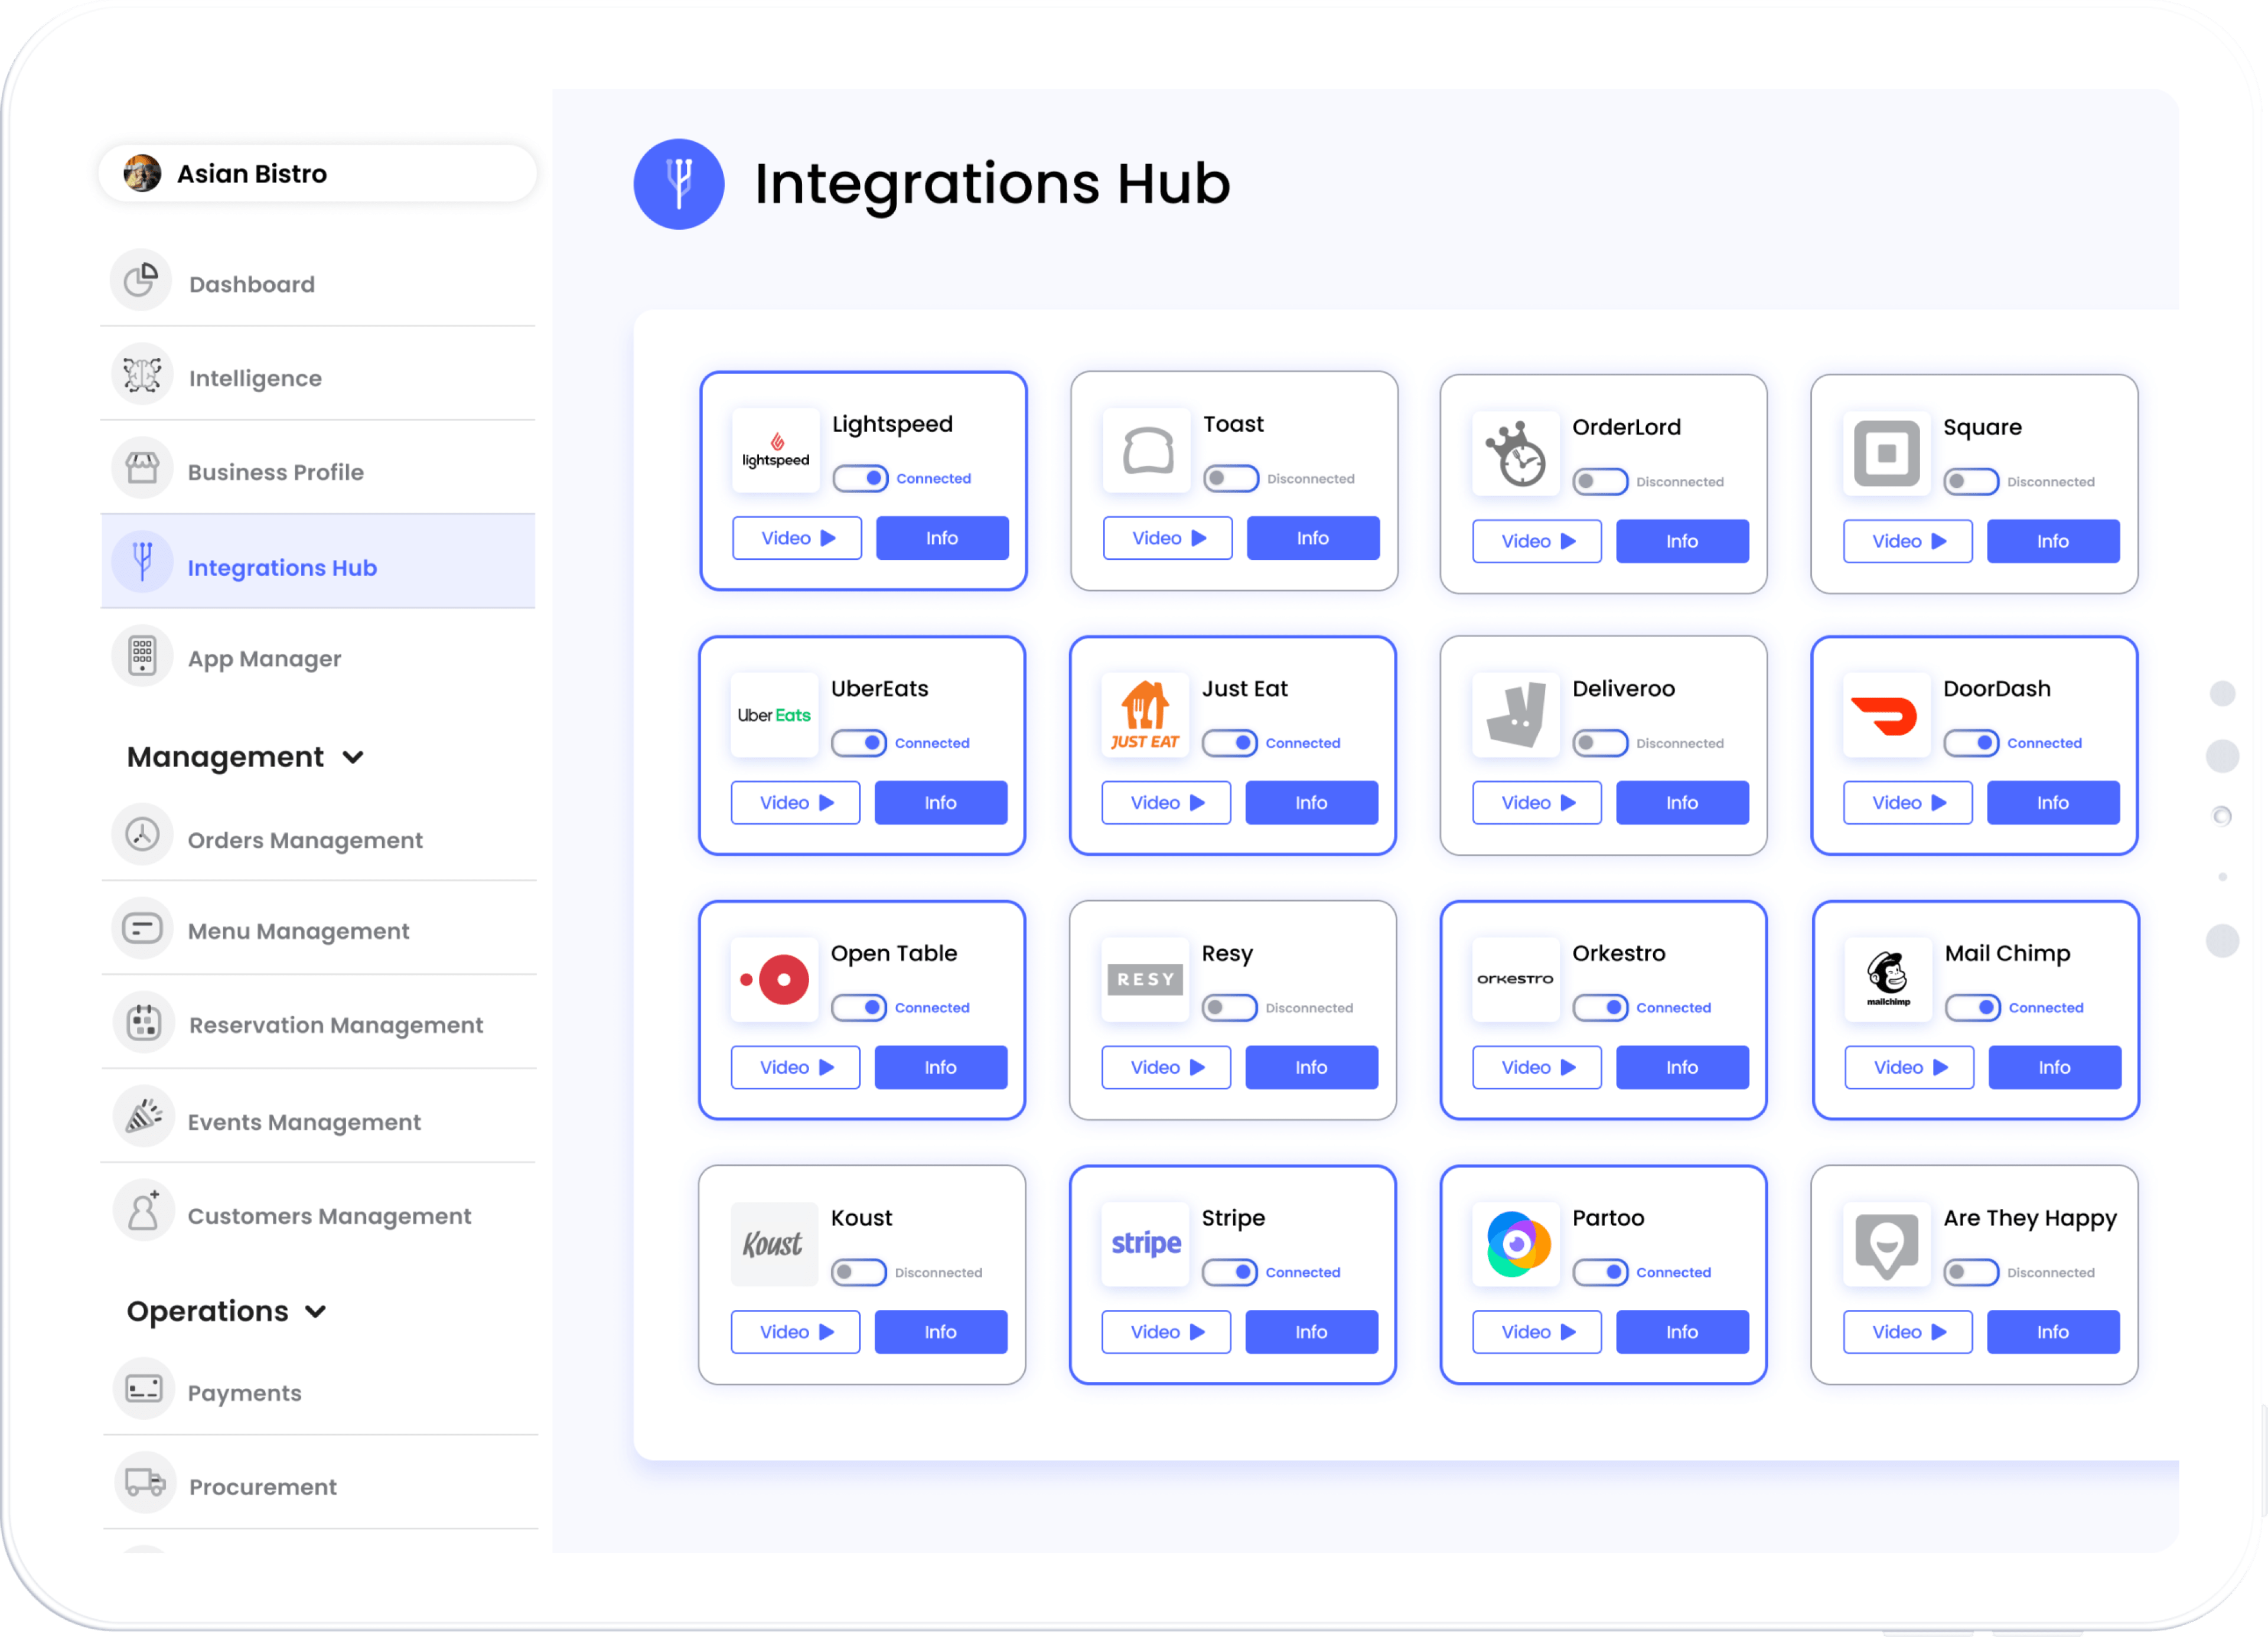 Asian Bistro
Dashboard
Intelligence
Business Profile
Integrations Hub
App Manager
Management
Orders Management
Menu Management
Reservation Management
Events Management
Customers Management
Operations
Payments
Procurement
Integrations Hub
lightspeed
Lightspeed
Connected
Video
Info
Toast
Disconnected
Video
Info
OrderLord
Disconnected
Video
Info
Square
Disconnected
Video
Info
Uber Eats
UberEats
Connected
Video
Info
JUST EAT
Just Eat
Connected
Video
Info
Deliveroo
Disconnected
Video
Info
DoorDash
Connected
Video
Info
Open Table
Connected
Video
Info
RESY
Resy
Disconnected
Video
Info
ORKESTRO
Orkestro
Connected
Video
Info
mailchimp
Mail Chimp
Connected
Video
Info
Koust
Koust
Disconnected
Video
Info
stripe
Stripe
Connected
Video
Info
Partoo
Connected
Video
Info
Are They Happy
Disconnected
Video
Info